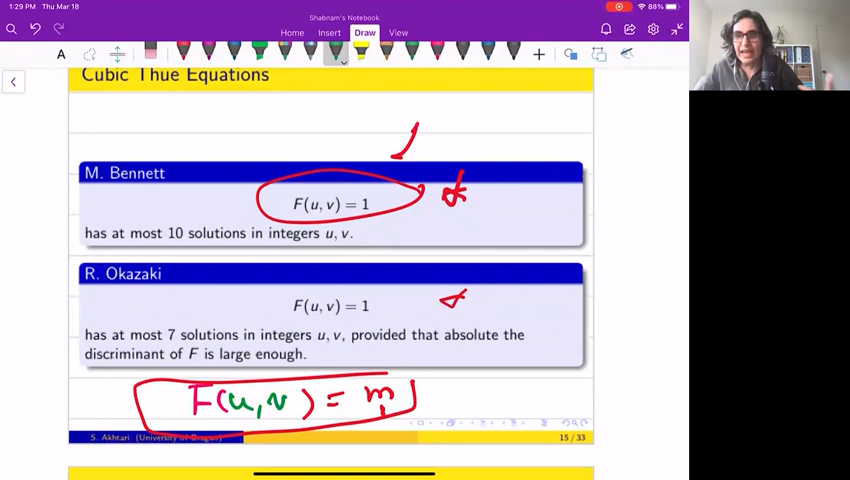 1:29 PM Thu Mar 18
88%
Shabnam's Notebook
Home Insert Draw View
A
Cubic Thue Equations
M. Bennett
F(u, v) = 1
has at most 10 solutions in integers u, v.
R. Okazaki
F(u, v) = 1
has at most 7 solutions in integers u, v, provided that absolute the
discriminant of F is large enough.
F(u, v) = m
S. Akhtari (University of Oregon)
15 / 33